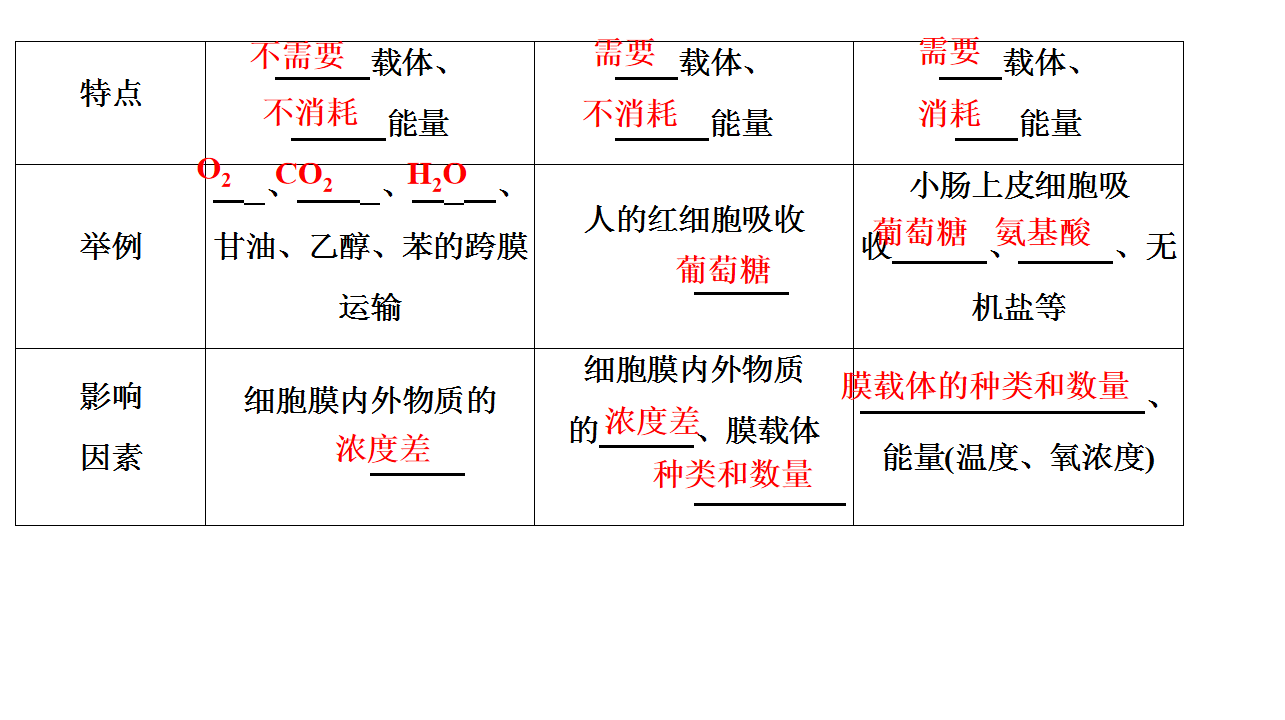 特点
不需要载体、
不消耗能量
需要载体、
不消耗能量
需要载体、
消耗能量
举例
O₂、CO₂、H₂O、
甘油、乙醇、苯的跨膜
运输
人的红细胞吸收
葡萄糖
小肠上皮细胞吸
收葡萄糖、氨基酸、无
机盐等
影响
因素
细胞膜内外物质的
浓度差
细胞膜内外物质
的浓度差、膜载体
种类和数量
膜载体的种类和数量、
能量(温度、氧浓度)